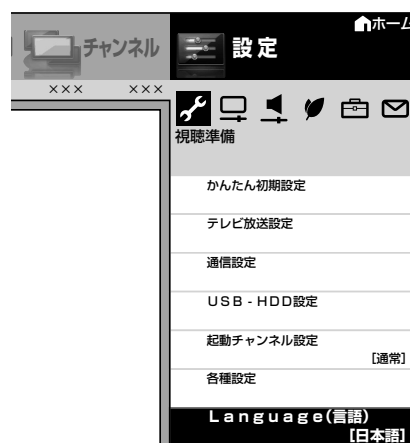 ホーム
チャンネル
設定
××× ×××
視聴準備
かんたん初期設定
テレビ放送設定
通信設定
USB-HDD設定
起動チャンネル設定
[通常]
各種設定
Language(言語)
[日本語]